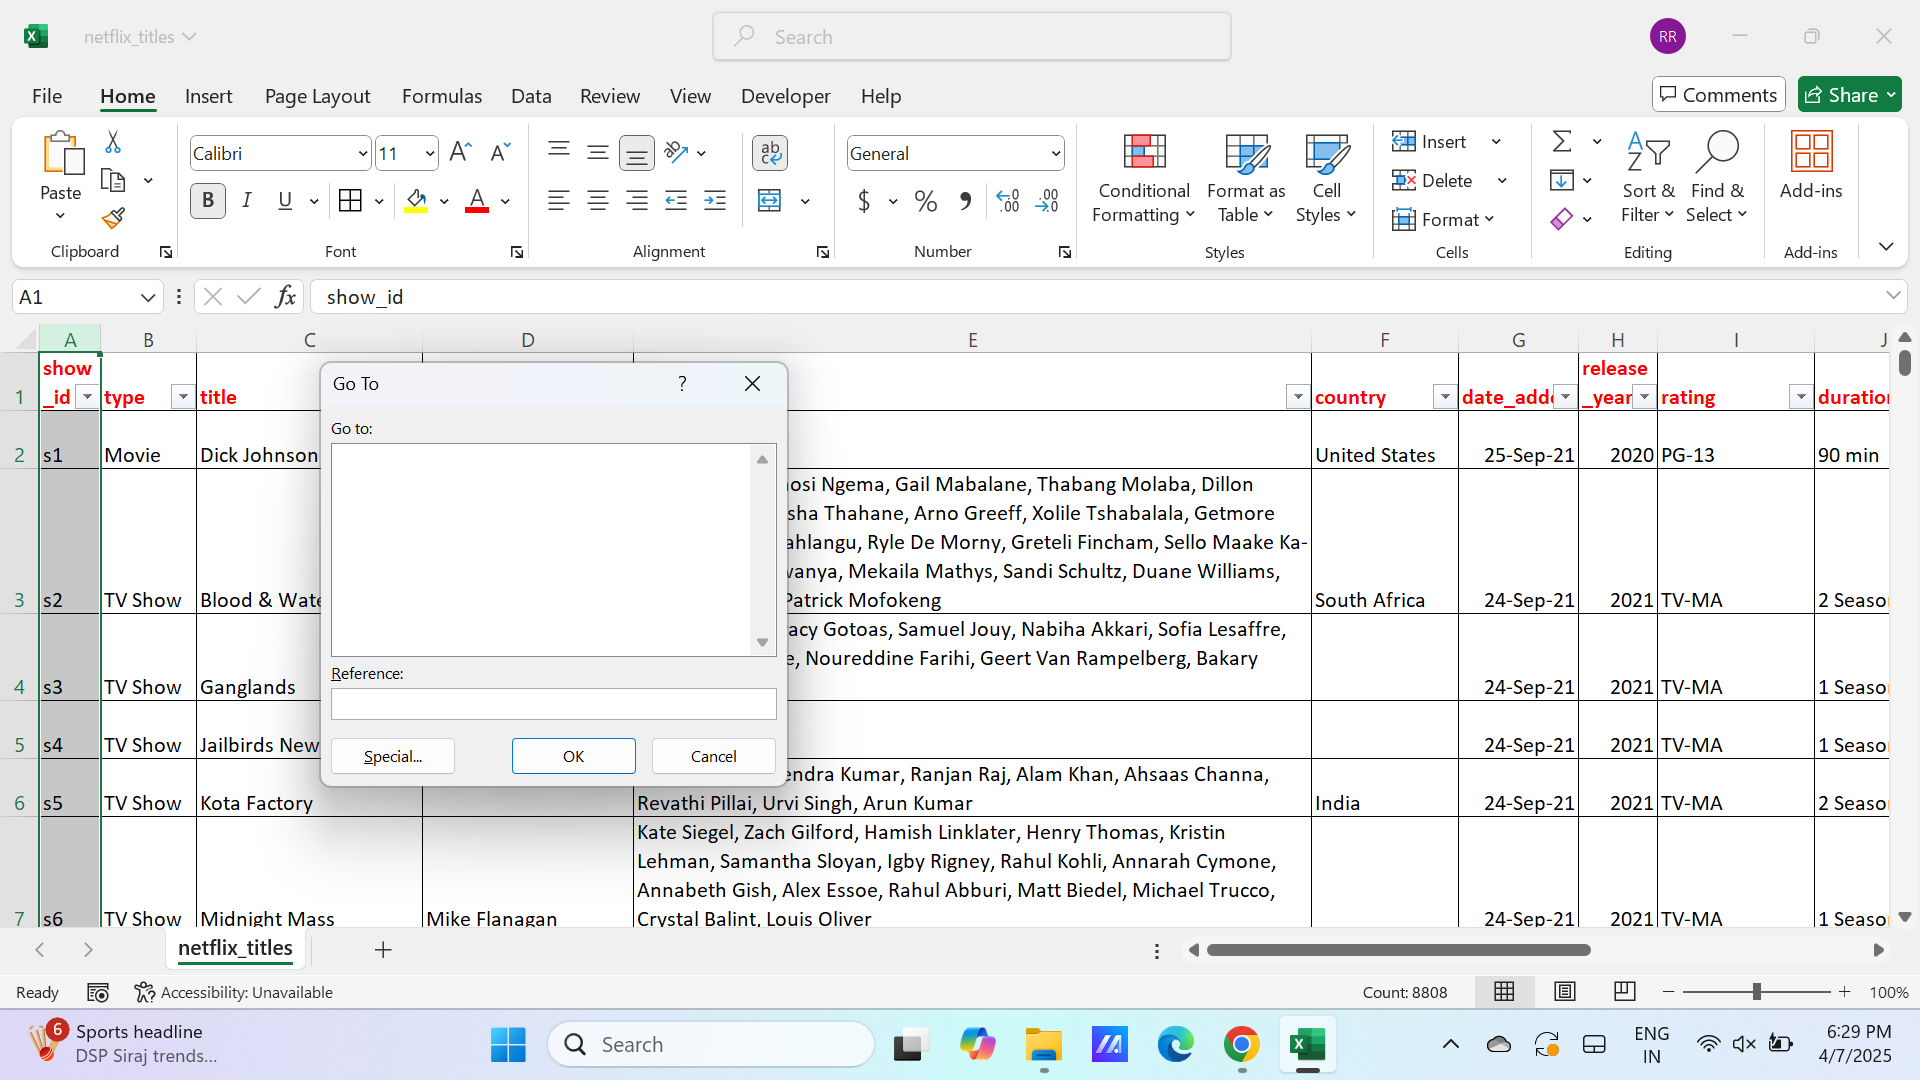 netflix_titles
Search
RR
File Home Insert Page Layout Formulas Data Review View Developer Help
Comments Share
Paste
Clipboard
Calibri 11
B I U A
Font
ab
Alignment
General
$ % , .00 .00
Number
Conditional Formatting
Format as Table
Cell Styles
Styles
Insert
Delete
Format
Cells
Sort & Filter
Find & Select
Editing
Add-ins
Add-ins
A1 fx show_id
A B C D E F G H I J
1 show_id type title country date_adde release_year rating duration
2 s1 Movie Dick Johnson United States 25-Sep-21 2020 PG-13 90 min
osi Ngema, Gail Mabalane, Thabang Molaba, Dillon
sha Thahane, Arno Greeff, Xolile Tshabalala, Getmore
ahlangu, Ryle De Morny, Greteli Fincham, Sello Maake Ka-
wanya, Mekaila Mathys, Sandi Schultz, Duane Williams,
3 s2 TV Show Blood & Wate Patrick Mofokeng South Africa 24-Sep-21 2021 TV-MA 2 Seaso
acy Gotoas, Samuel Jouy, Nabiha Akkari, Sofia Lesaffre,
e, Noureddine Farihi, Geert Van Rampelberg, Bakary
4 s3 TV Show Ganglands 24-Sep-21 2021 TV-MA 1 Seaso
5 s4 TV Show Jailbirds New 24-Sep-21 2021 TV-MA 1 Seaso
endra Kumar, Ranjan Raj, Alam Khan, Ahsaas Channa,
6 s5 TV Show Kota Factory Revathi Pillai, Urvi Singh, Arun Kumar India 24-Sep-21 2021 TV-MA 2 Seaso
Kate Siegel, Zach Gilford, Hamish Linklater, Henry Thomas, Kristin
Lehman, Samantha Sloyan, Igby Rigney, Rahul Kohli, Annarah Cymone,
Annabeth Gish, Alex Essoe, Rahul Abburi, Matt Biedel, Michael Trucco,
7 s6 TV Show Midnight Mass Mike Flanagan Crystal Balint, Louis Oliver 24-Sep-21 2021 TV-MA 1 Seaso
Go To ?
Go to:
Reference:
Special... OK Cancel
netflix_titles
Ready Accessibility: Unavailable Count: 8808 100%
6 Sports headline
DSP Siraj trends...
Search
ENG
IN
6:29 PM
4/7/2025